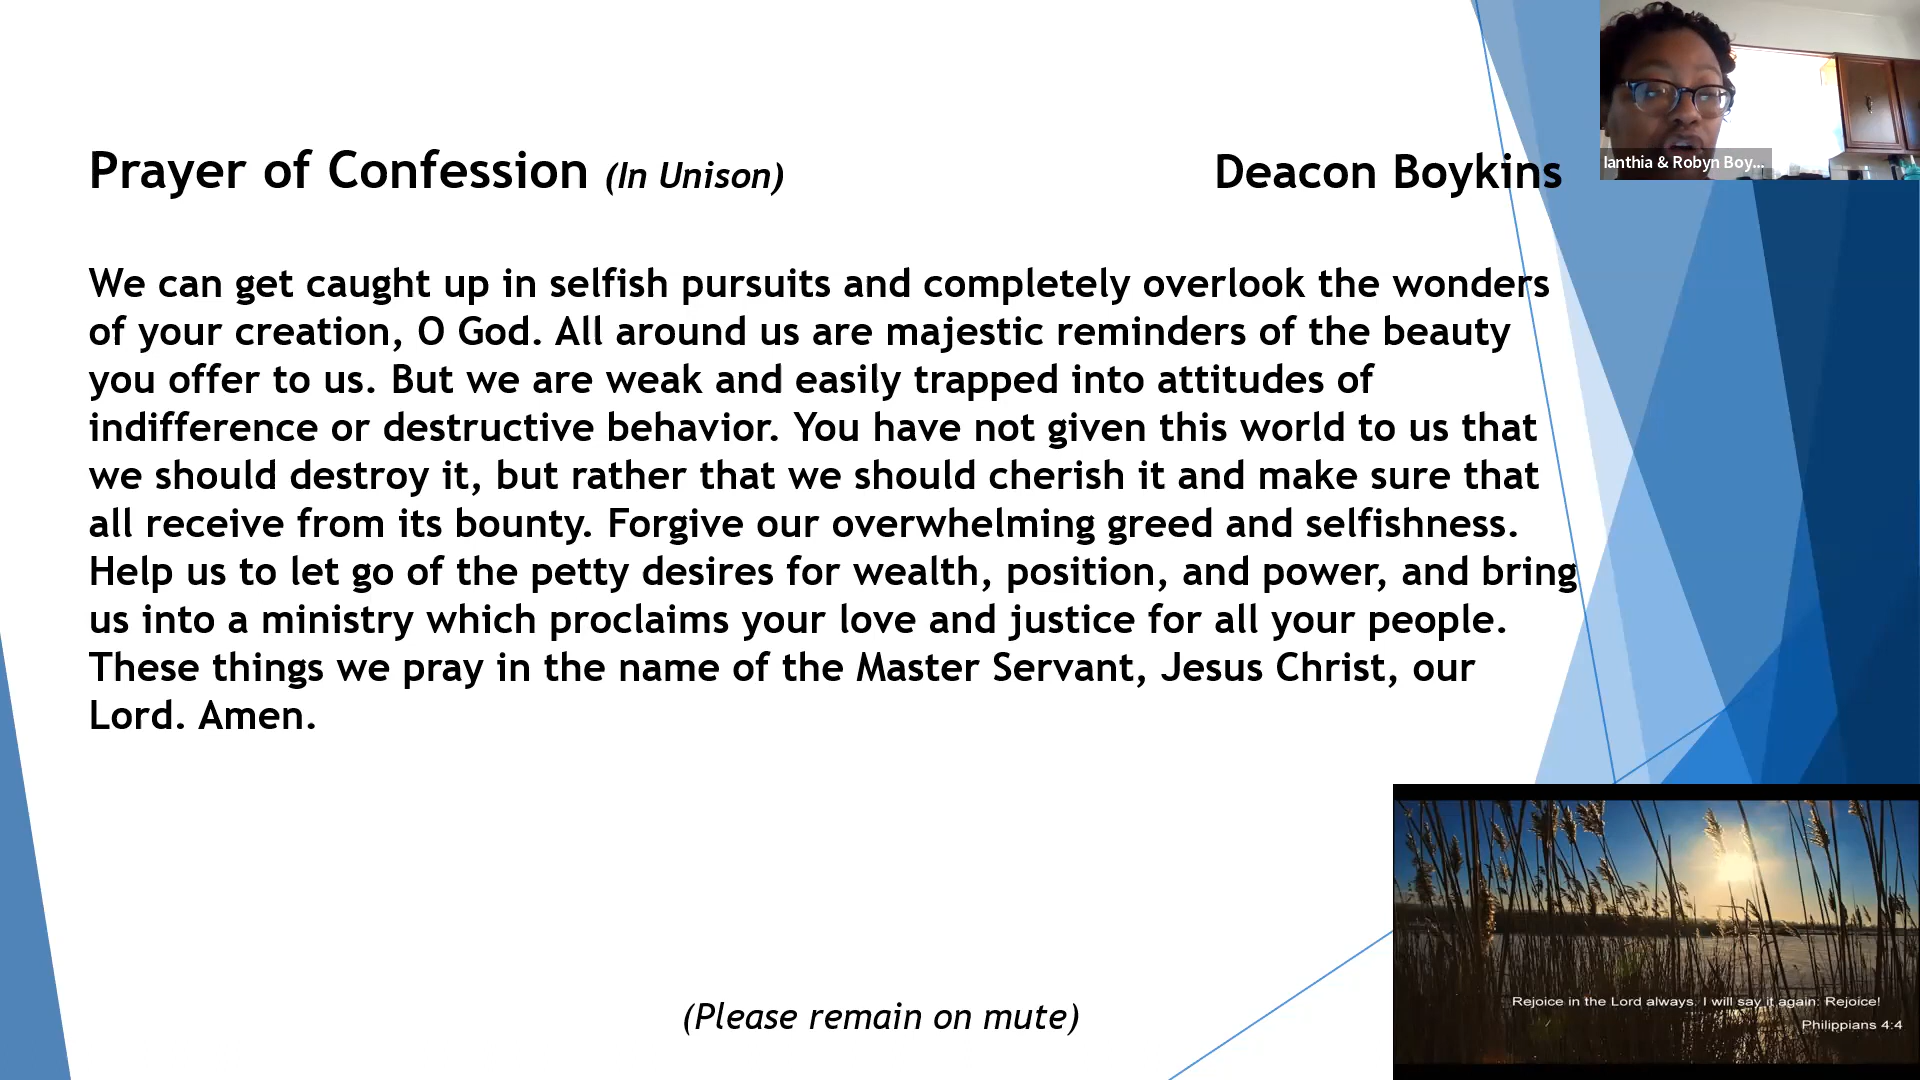 Prayer of Confession (In Unison) Deacon Boykins
Ianthia & Robyn Boy...
We can get caught up in selfish pursuits and completely overlook the wonders
of your creation, O God. All around us are majestic reminders of the beauty
you offer to us. But we are weak and easily trapped into attitudes of
indifference or destructive behavior. You have not given this world to us that
we should destroy it, but rather that we should cherish it and make sure that
all receive from its bounty. Forgive our overwhelming greed and selfishness.
Help us to let go of the petty desires for wealth, position, and power, and bring
us into a ministry which proclaims your love and justice for all your people.
These things we pray in the name of the Master Servant, Jesus Christ, our
Lord. Amen.
(Please remain on mute)
Rejoice in the Lord always. I will say it again: Rejoice!
Philippians 4:4